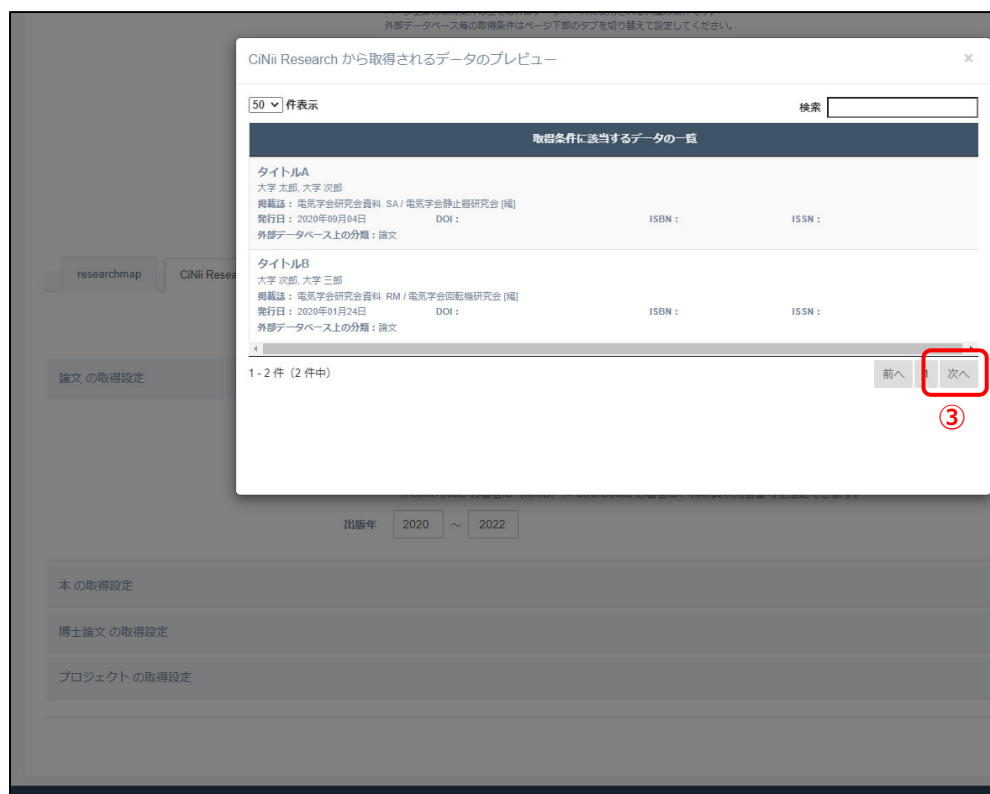 外部データベース毎の取得条件はページ下部のタブを切り替えて設定してください。
CiNii Research から取得されるデータのプレビュー
×
50 件表示
検索
取得条件に該当するデータの一覧
タイトルA
大学 太郎, 大学 次郎
掲載誌： 電気学会研究会資料. SA / 電気学会静止器研究会 [編]
発行日： 2020年09月04日 DOI： ISBN： ISSN：
外部データベース上の分類：論文
タイトルB
大学 次郎, 大学 三郎
掲載誌： 電気学会研究会資料. RM / 電気学会回転機研究会 [編]
発行日： 2020年01月24日 DOI： ISBN： ISSN：
外部データベース上の分類：論文
researchmap
CiNii Resea
1 - 2 件（2 件中）
前へ 1 次へ
③
論文 の取得設定
出版年 2020 ～ 2022
本 の取得設定
博士論文 の取得設定
プロジェクト の取得設定